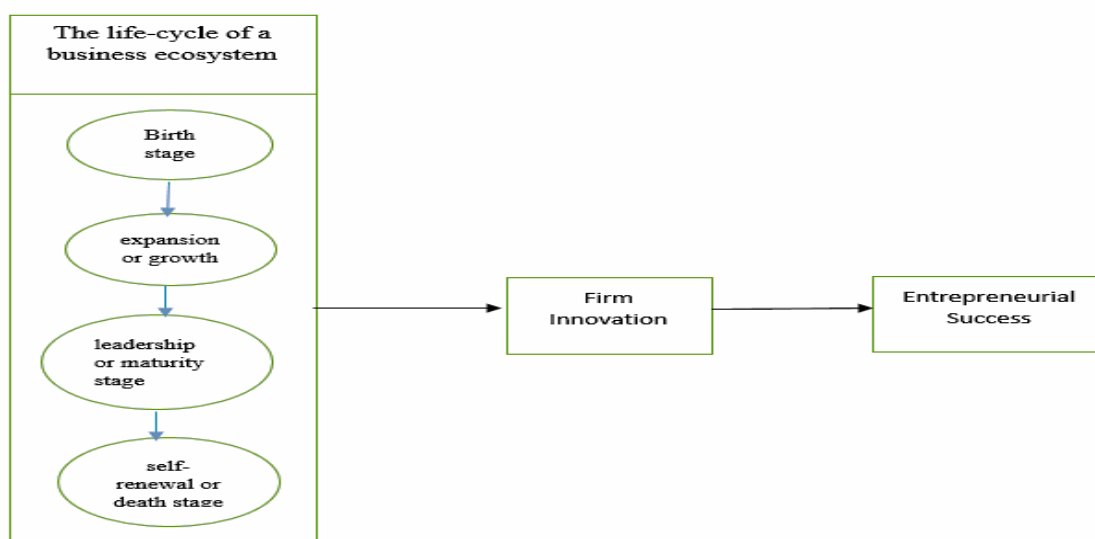 The life-cycle of a
business ecosystem
Birth
stage
expansion
or growth
leadership
or maturity
stage
self-
renewal or
death stage
Firm
Innovation
Entrepreneurial
Success